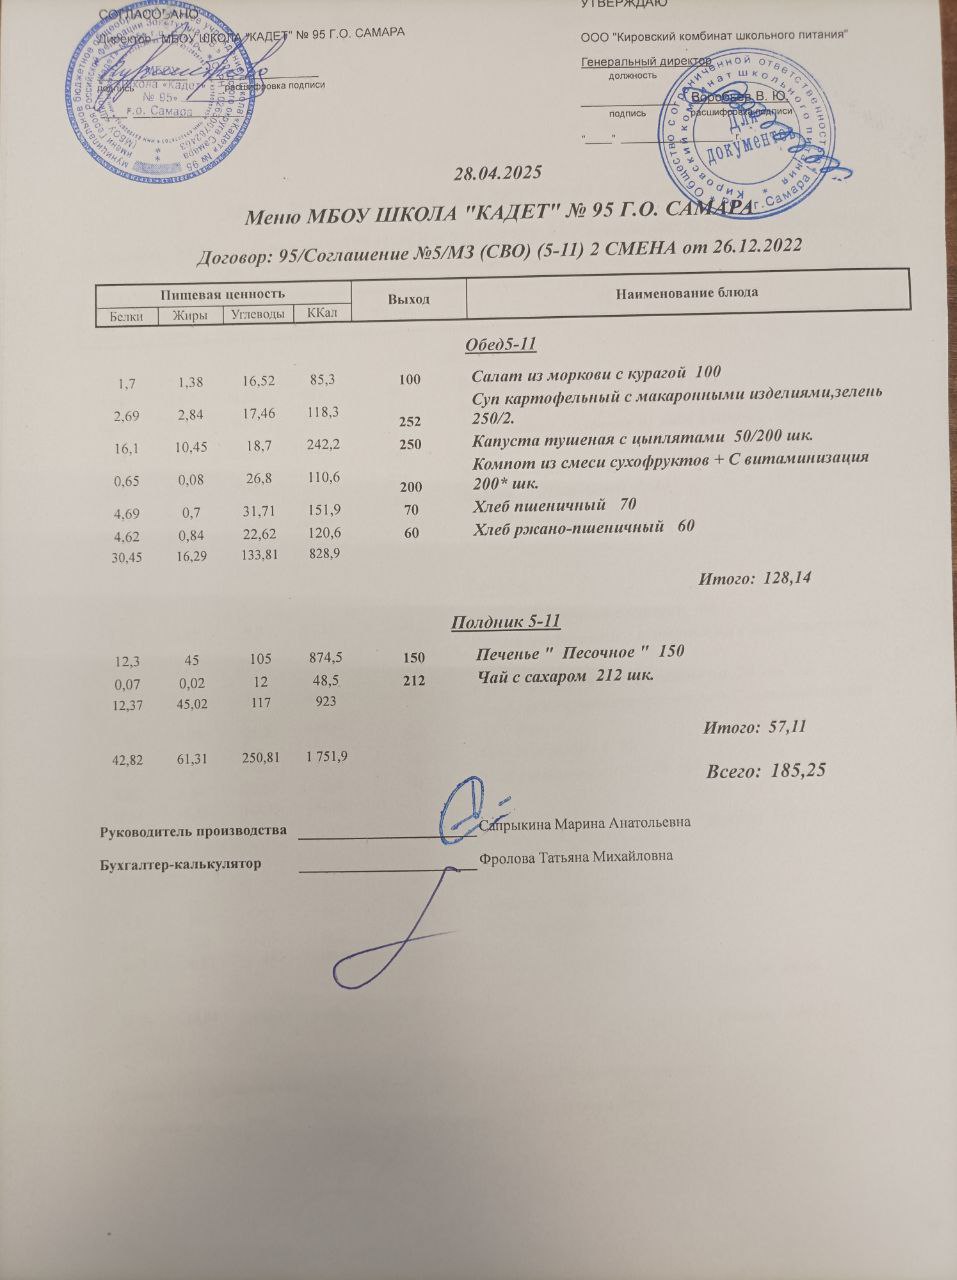 СОГЛАСОВАНО
Директор МБОУ ШКОЛА "КАДЕТ" № 95 Г.О. САМАРА
подпись расшифровка подписи
МБОУ
Школа «Кадет»
№ 95»
г.о. Самара
УТВЕРЖДАЮ
ООО "Кировский комбинат школьного питания"
Генеральный директор
должность
Воробьев В. Ю.
подпись расшифровка подписи
"____" ______________ г.
Для
документов
28.04.2025
Меню МБОУ ШКОЛА "КАДЕТ" № 95 Г.О. САМАРА
Договор: 95/Соглашение №5/МЗ (СВО) (5-11) 2 СМЕНА от 26.12.2022
Пищевая ценность Выход Наименование блюда
Белки Жиры Углеводы ККал
Обед5-11
1,7 1,38 16,52 85,3 100 Салат из моркови с курагой 100
2,69 2,84 17,46 118,3 252 Суп картофельный с макаронными изделиями,зелень
250/2.
16,1 10,45 18,7 242,2 250 Капуста тушеная с цыплятами 50/200 шк.
0,65 0,08 26,8 110,6 200 Компот из смеси сухофруктов + С витаминизация
200* шк.
4,69 0,7 31,71 151,9 70 Хлеб пшеничный 70
4,62 0,84 22,62 120,6 60 Хлеб ржано-пшеничный 60
30,45 16,29 133,81 828,9
Итого: 128,14
Полдник 5-11
12,3 45 105 874,5 150 Печенье " Песочное " 150
0,07 0,02 12 48,5 212 Чай с сахаром 212 шк.
12,37 45,02 117 923
Итого: 57,11
42,82 61,31 250,81 1 751,9
Всего: 185,25
Руководитель производства Сапрыкина Марина Анатольевна
Бухгалтер-калькулятор Фролова Татьяна Михайловна